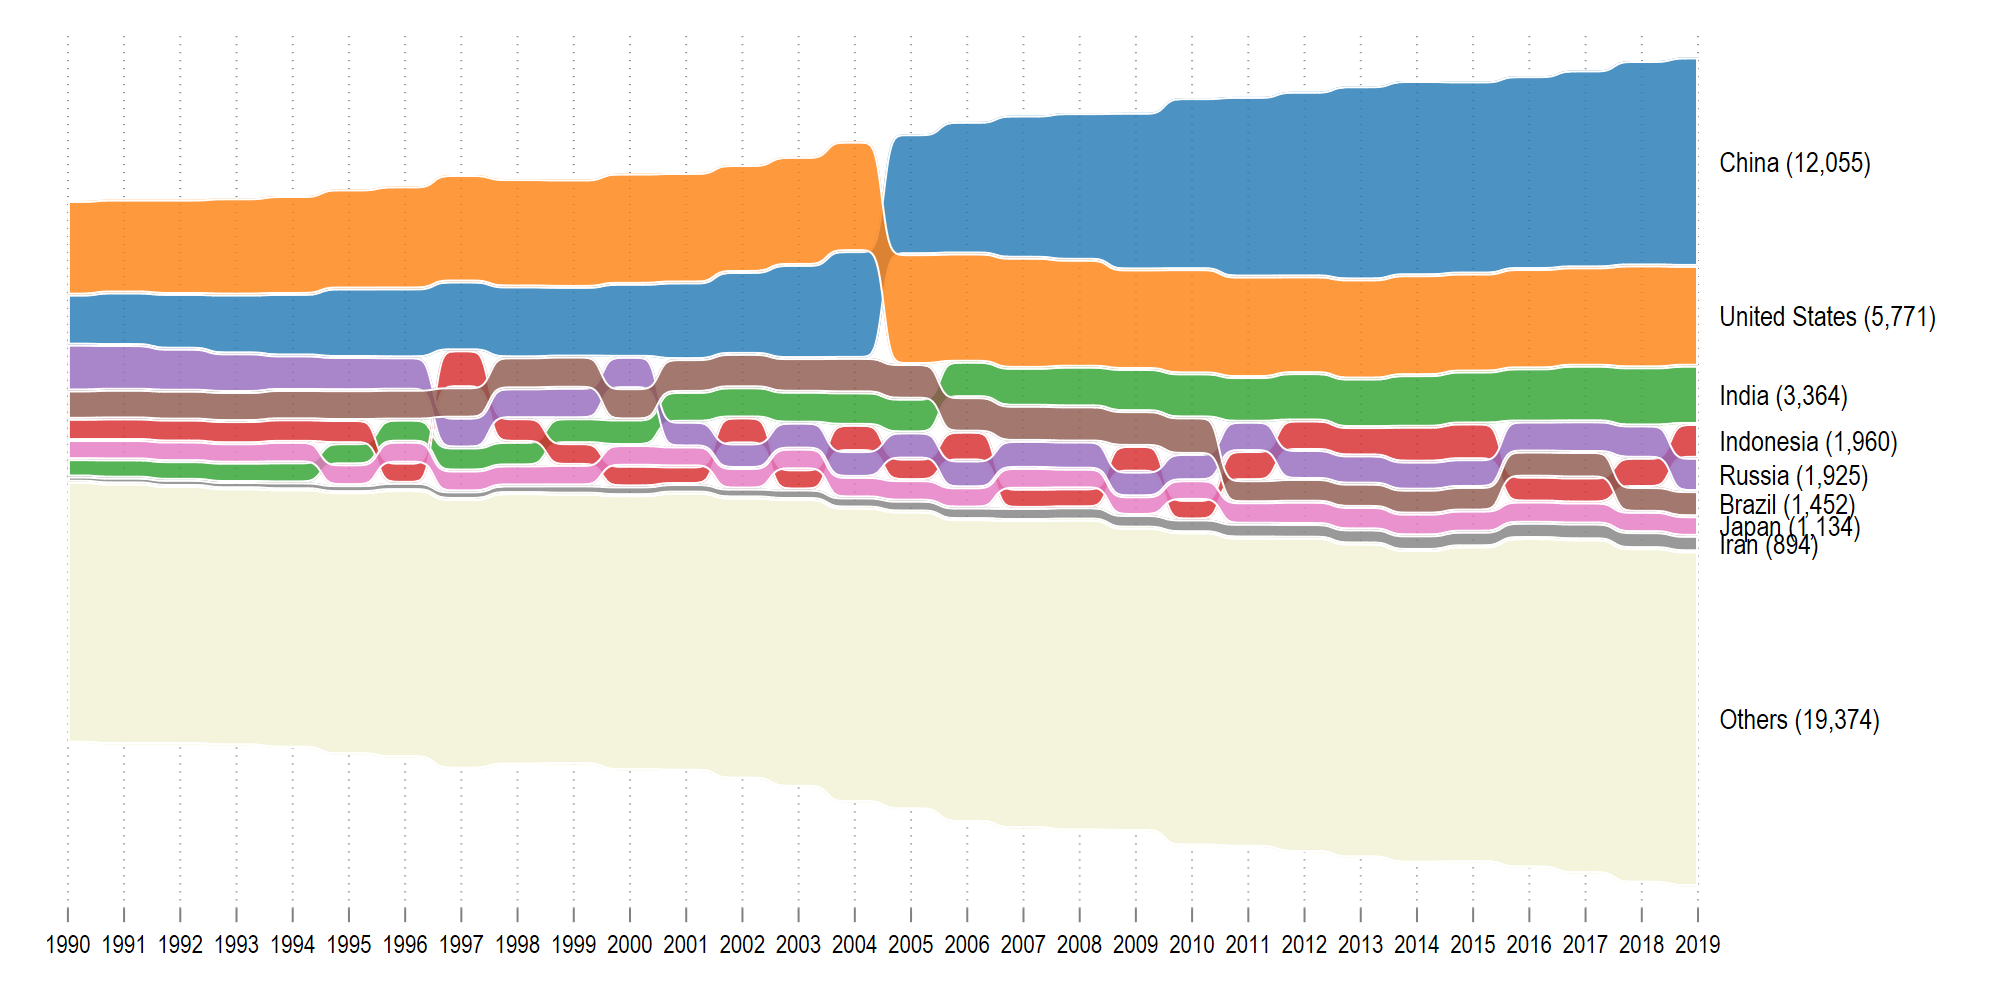 China (12,055)
United States (5,771)
India (3,364)
Indonesia (1,960)
Russia (1,925)
Brazil (1,452)
Japan (1,134)
Iran (894)
Others (19,374)
1990 1991 1992 1993 1994 1995 1996 1997 1998 1999 2000 2001 2002 2003 2004 2005 2006 2007 2008 2009 2010 2011 2012 2013 2014 2015 2016 2017 2018 2019